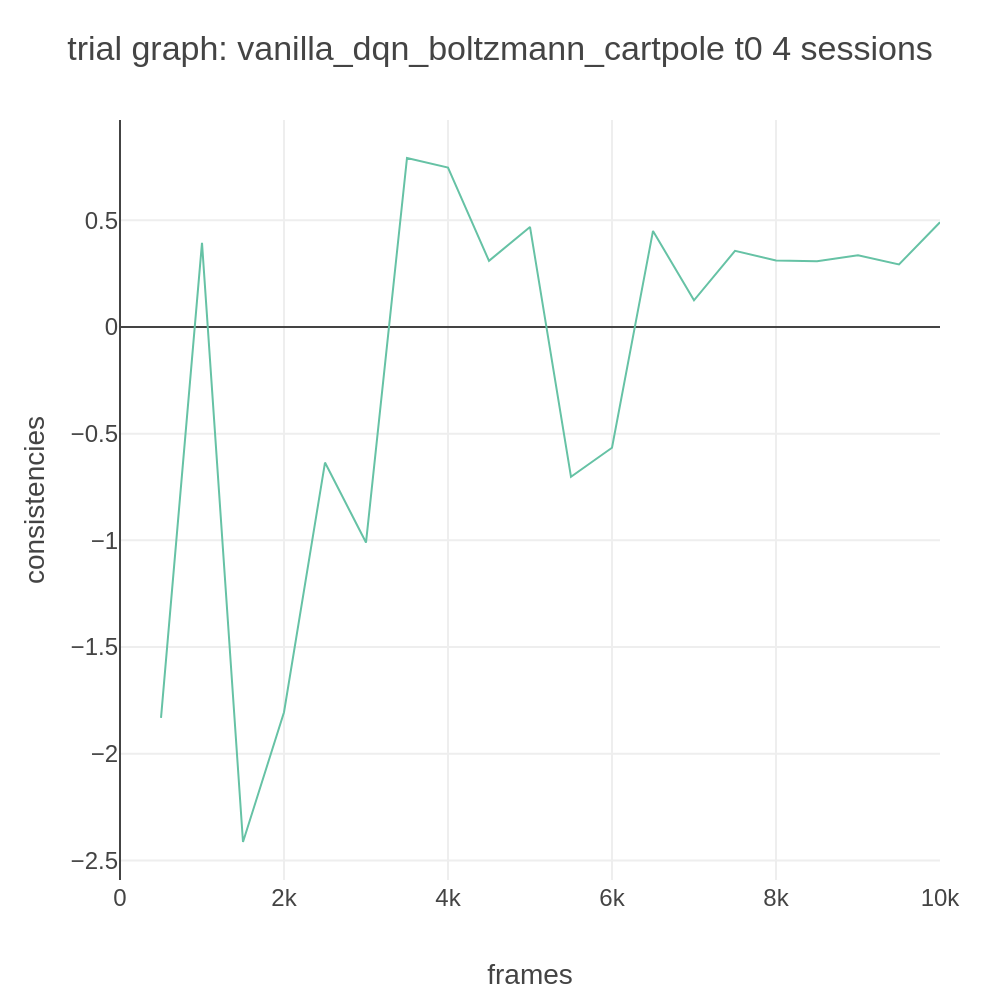 trial graph: vanilla_dqn_boltzmann_cartpole t0 4 sessions
0.5
0
−0.5
−1
−1.5
−2
−2.5
consistencies
0 2k 4k 6k 8k 10k
frames